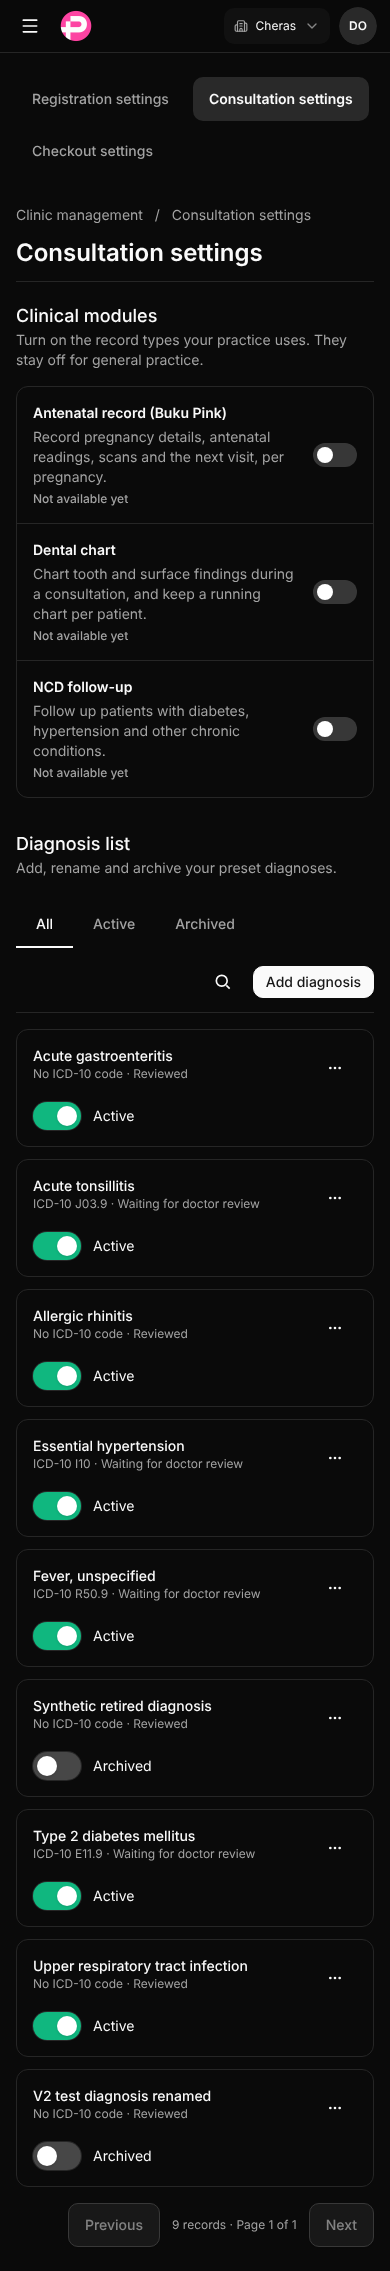 Cheras
DO
Registration settings
Consultation settings
Checkout settings
Clinic management / Consultation settings
Consultation settings
Clinical modules
Turn on the record types your practice uses. They
stay off for general practice.
Antenatal record (Buku Pink)
Record pregnancy details, antenatal
readings, scans and the next visit, per
pregnancy.
Not available yet
Dental chart
Chart tooth and surface findings during
a consultation, and keep a running
chart per patient.
Not available yet
NCD follow-up
Follow up patients with diabetes,
hypertension and other chronic
conditions.
Not available yet
Diagnosis list
Add, rename and archive your preset diagnoses.
All
Active
Archived
Add diagnosis
Acute gastroenteritis
No ICD-10 code · Reviewed
Active
Acute tonsillitis
ICD-10 J03.9 · Waiting for doctor review
Active
Allergic rhinitis
No ICD-10 code · Reviewed
Active
Essential hypertension
ICD-10 I10 · Waiting for doctor review
Active
Fever, unspecified
ICD-10 R50.9 · Waiting for doctor review
Active
Synthetic retired diagnosis
No ICD-10 code · Reviewed
Archived
Type 2 diabetes mellitus
ICD-10 E11.9 · Waiting for doctor review
Active
Upper respiratory tract infection
No ICD-10 code · Reviewed
Active
V2 test diagnosis renamed
No ICD-10 code · Reviewed
Archived
Previous
9 records · Page 1 of 1
Next